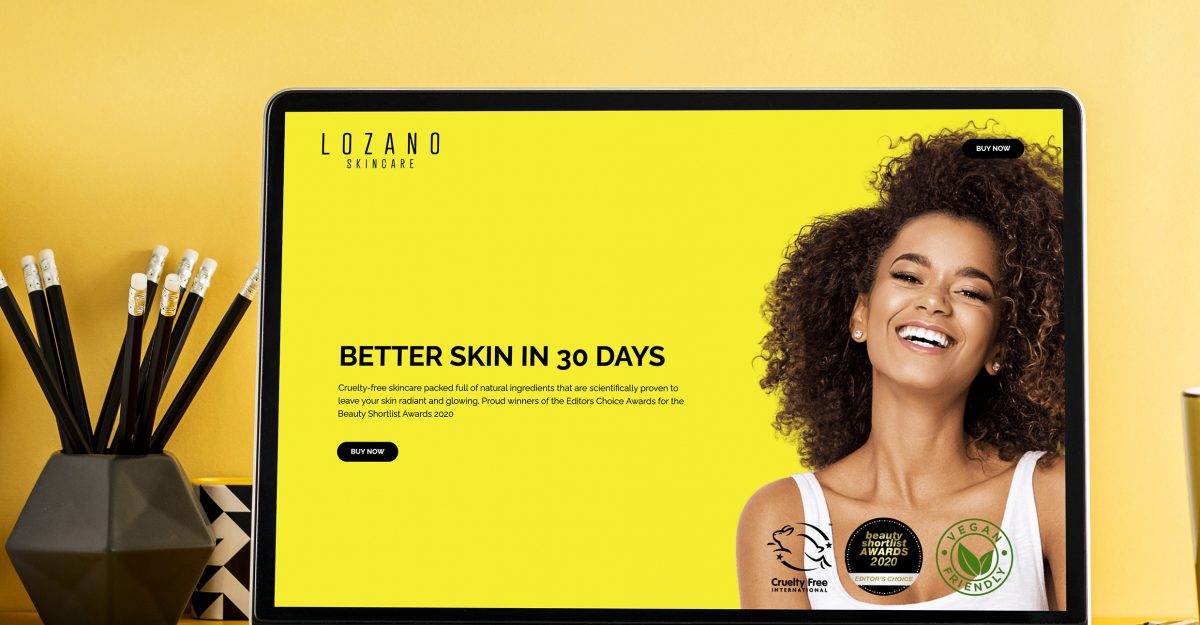 LOZANO
SKINCARE
BUY NOW
BETTER SKIN IN 30 DAYS
Cruelty-free skincare packed full of natural ingredients that are scientifically proven to
leave your skin radiant and glowing. Proud winners of the Editors Choice Awards for the
Beauty Shortlist Awards 2020
BUY NOW
Cruelty Free
INTERNATIONAL
beauty
shortlist
AWARDS
2020
EDITOR'S CHOICE
VEGAN
FRIENDLY